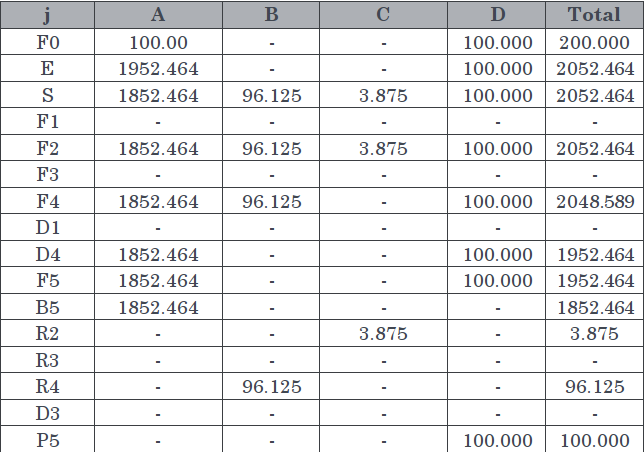 j A B C D Total
F0 100.00 - - 100.000 200.000
E 1952.464 - - 100.000 2052.464
S 1852.464 96.125 3.875 100.000 2052.464
F1 - - - - -
F2 1852.464 96.125 3.875 100.000 2052.464
F3 - - - - -
F4 1852.464 96.125 - 100.000 2048.589
D1 - - - - -
D4 1852.464 - - 100.000 1952.464
F5 1852.464 - - 100.000 1952.464
B5 1852.464 - - - 1852.464
R2 - - 3.875 - 3.875
R3 - - - - -
R4 - 96.125 - - 96.125
D3 - - - - -
P5 - - - 100.000 100.000